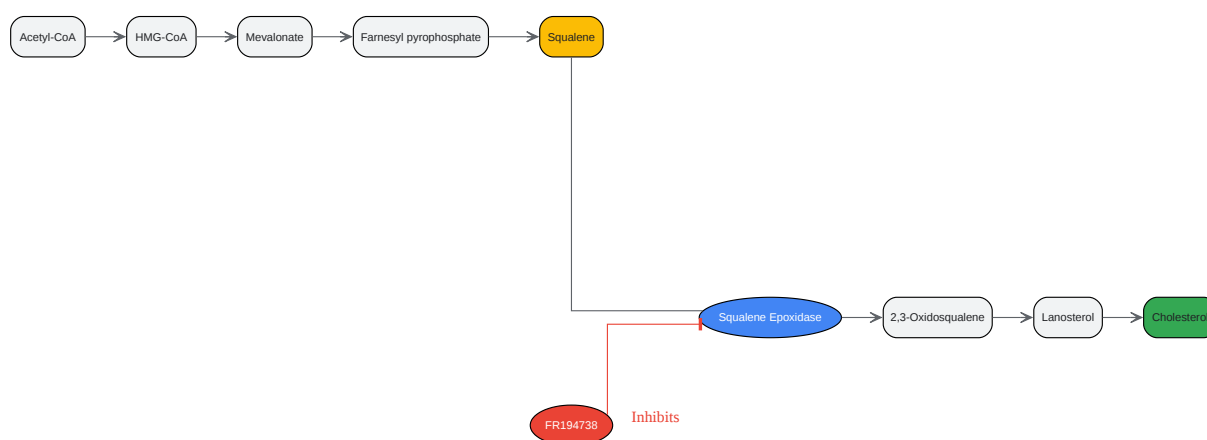 Acetyl-CoA
HMG-CoA
Mevalonate
Farnesyl pyrophosphate
Squalene
Squalene Epoxidase
2,3-Oxidosqualene
Lanosterol
Cholesterol
FR194738
Inhibits